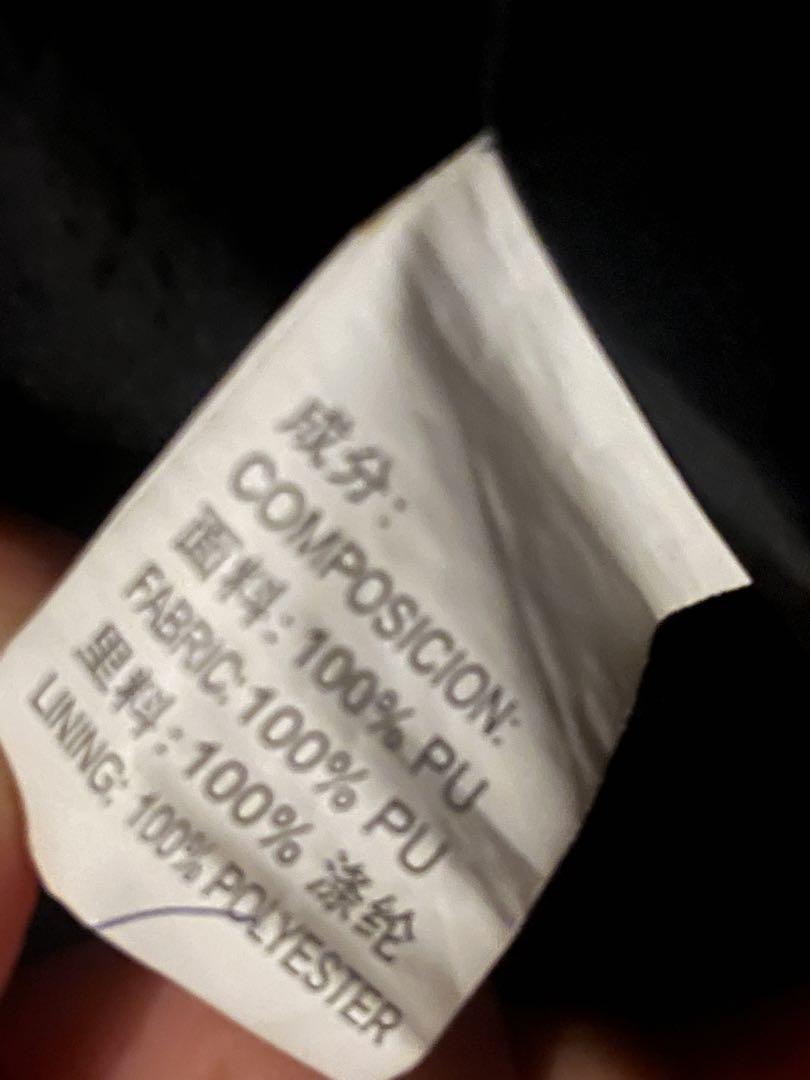 成分:
COMPOSICION:
面料: 100% PU
FABRIC: 100% PU
里料: 100% 涤纶
LINING: 100% POLYESTER